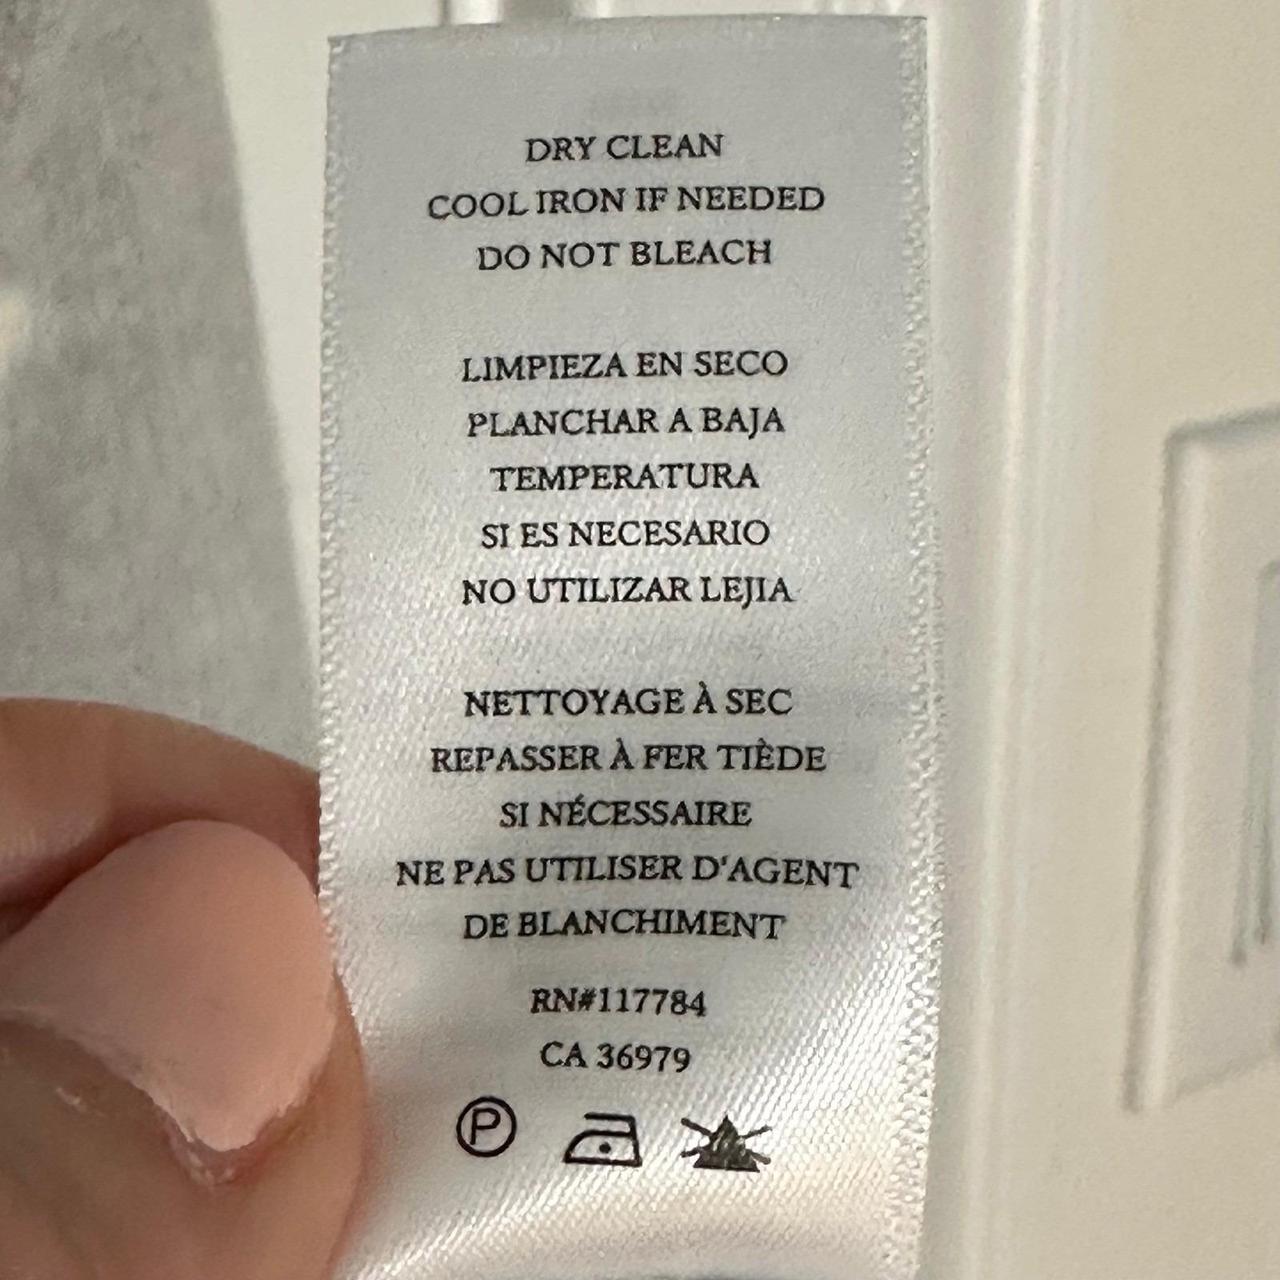 DRY CLEAN
COOL IRON IF NEEDED
DO NOT BLEACH
LIMPIEZA EN SECO
PLANCHAR A BAJA
TEMPERATURA
SI ES NECESARIO
NO UTILIZAR LEJIA
NETTOYAGE À SEC
REPASSER À FER TIÈDE
SI NÉCESSAIRE
NE PAS UTILISER D'AGENT
DE BLANCHIMENT
RN#117784
CA 36979
P